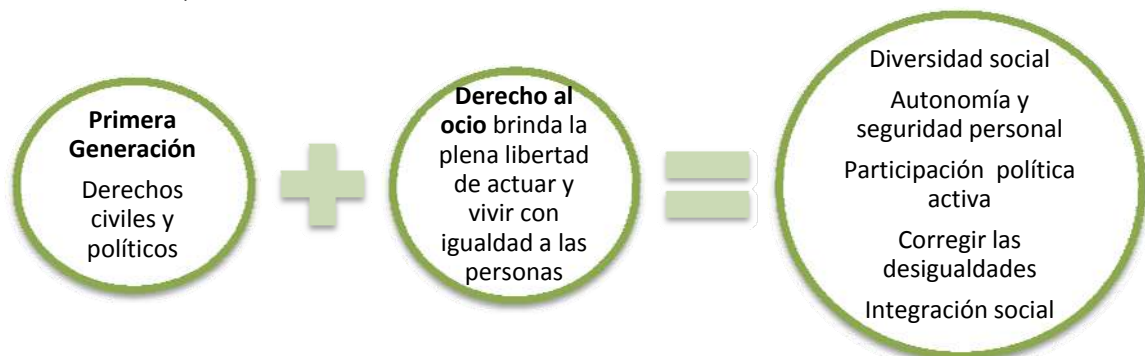 Primera
Generación
Derechos
civiles y
políticos
Derecho al
ocio brinda la
plena libertad
de actuar y
vivir con
igualdad a las
personas
Diversidad social
Autonomía y
seguridad personal
Participación política
activa
Corregir las
desigualdades
Integración social